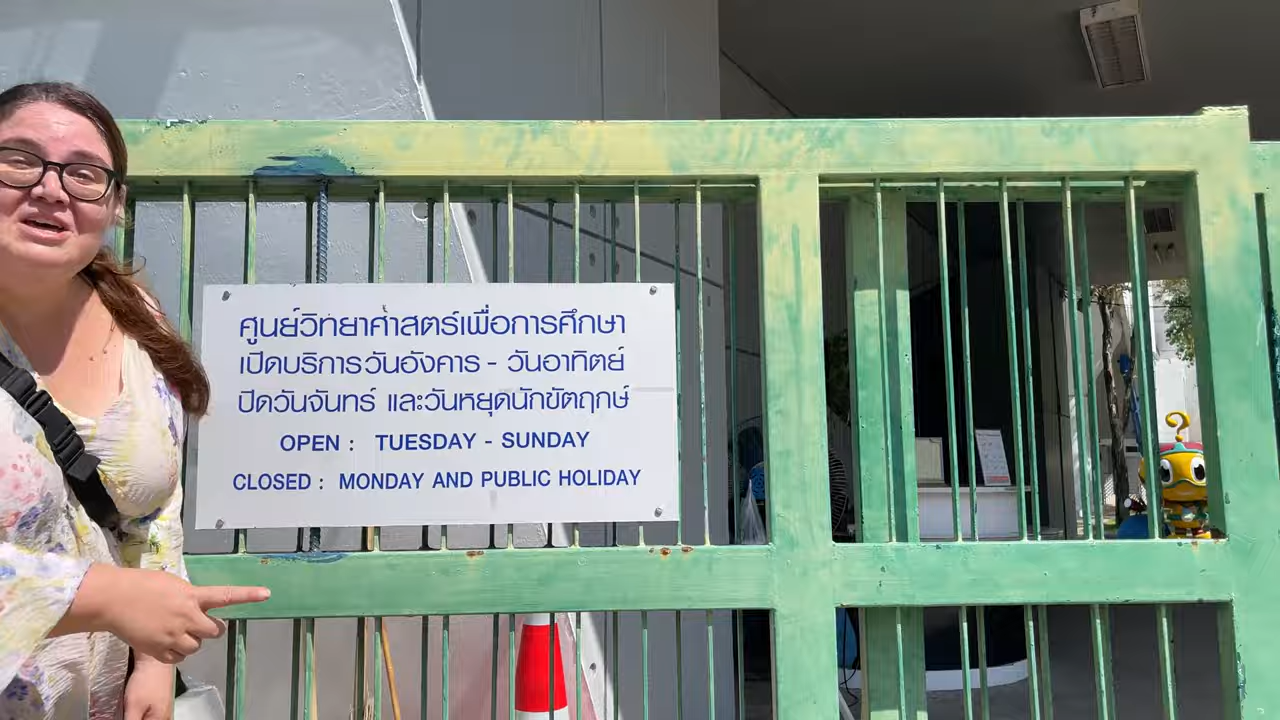 ศูนย์วิทยาศาสตร์เพื่อการศึกษา
เปิดบริการวันอังคาร - วันอาทิตย์
ปิดวันจันทร์ และวันหยุดนักขัตฤกษ์
OPEN : TUESDAY - SUNDAY
CLOSED : MONDAY AND PUBLIC HOLIDAY